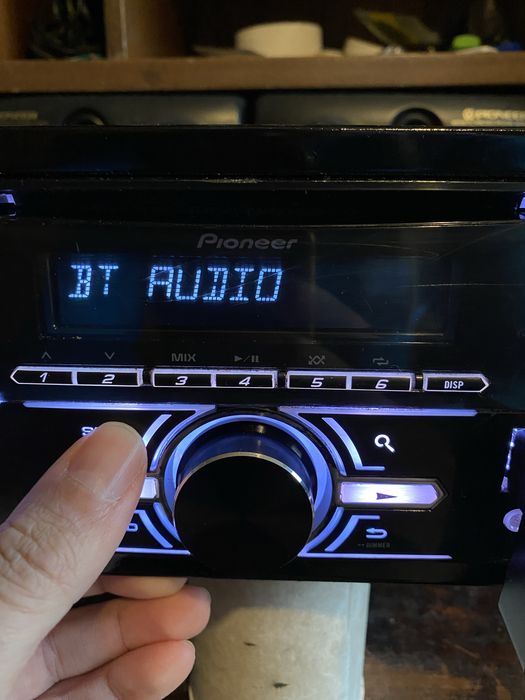 Pioneer
BT AUDIO
MIX
1 2 3 4 5 6 DISP
DIMMER